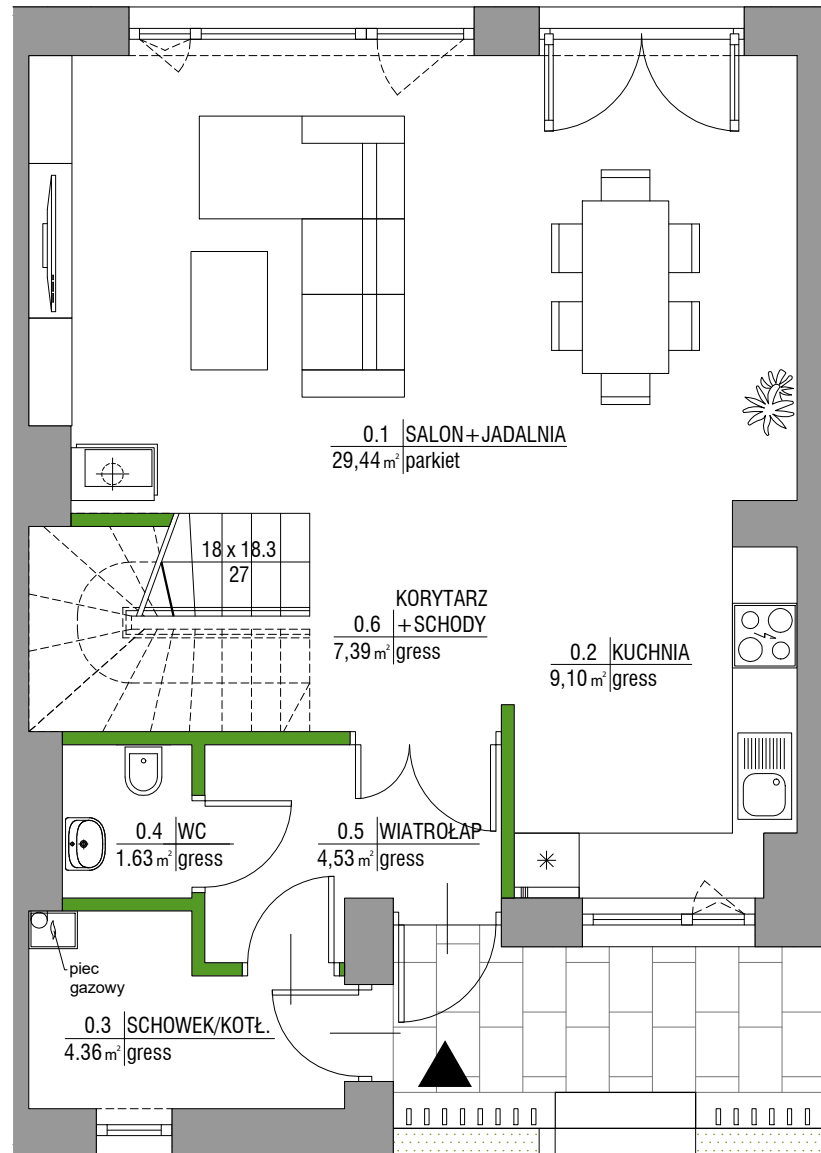 0.1 SALON+JADALNIA
29,44 m² parkiet
18 x 18.3
27
KORYTARZ
0.6 +SCHODY
7,39 m² gress
0.2 KUCHNIA
9,10 m² gress
0.4 WC
1.63 m² gress
0.5 WIATROŁAP
4,53 m² gress
piec
gazowy
0.3 SCHOWEK/KOTŁ.
4.36 m² gress